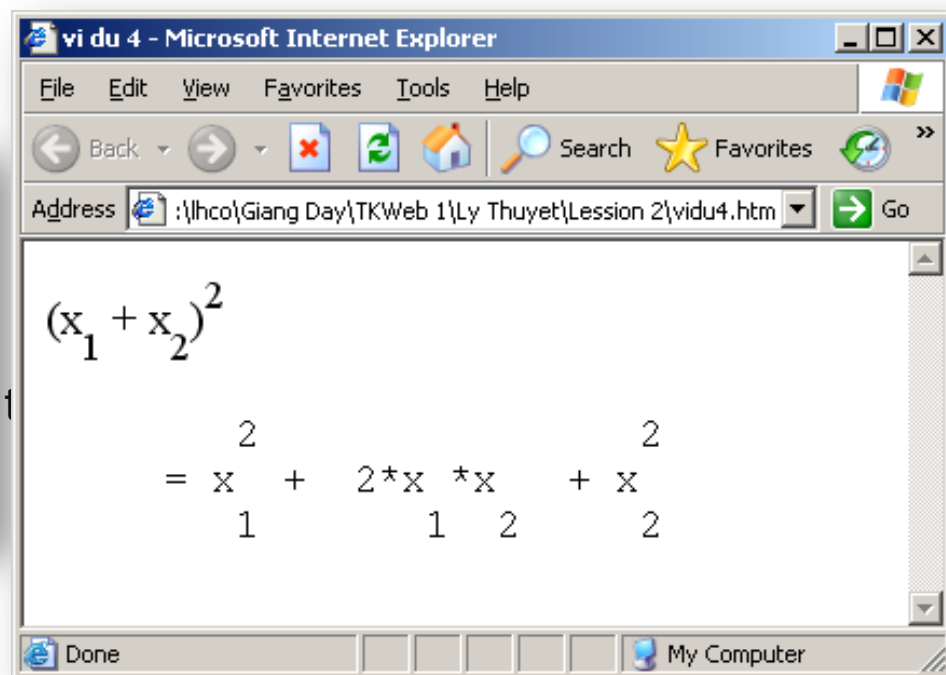 vi du 4 - Microsoft Internet Explorer
File Edit View Favorites Tools Help
Back Search Favorites »
Address :\lhco\Giang Day\TKWeb 1\Ly Thuyet\Lession 2\vidu4.htm Go
(x₁ + x₂)²
t
2 2
= x + 2*x *x + x
1 1 2 2
Done My Computer